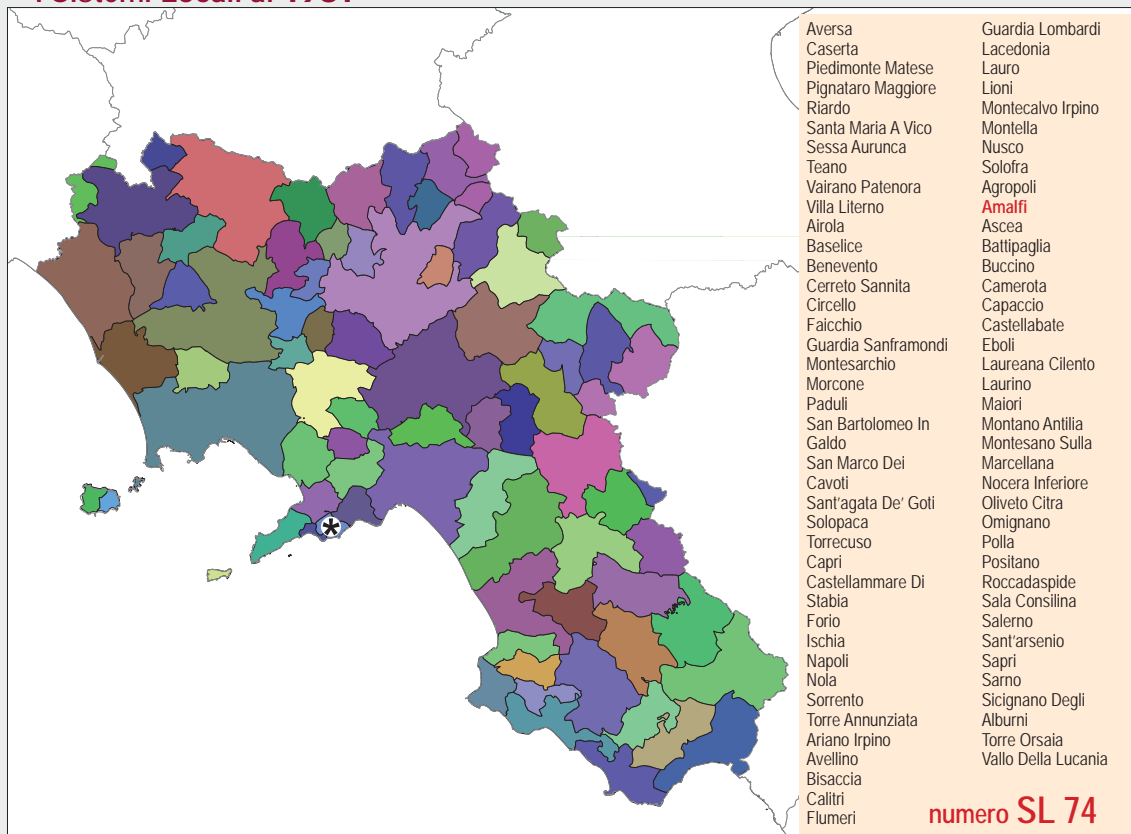 I Sistemi Locali al 1981
Aversa
Caserta
Piedimonte Matese
Pignataro Maggiore
Riardo
Santa Maria A Vico
Sessa Aurunca
Teano
Vairano Patenora
Villa Literno
Airola
Baselice
Benevento
Cerreto Sannita
Circello
Faicchio
Guardia Sanframondi
Montesarchio
Morcone
Paduli
San Bartolomeo In
Galdo
San Marco Dei
Cavoti
Sant'agata De' Goti
Solopaca
Torrecuso
Capri
Castellammare Di
Stabia
Forio
Ischia
Napoli
Nola
Sorrento
Torre Annunziata
Ariano Irpino
Avellino
Bisaccia
Calitri
Flumeri
Guardia Lombardi
Lacedonia
Lauro
Lioni
Montecalvo Irpino
Montella
Nusco
Solofra
Agropoli
Amalfi
Ascea
Battipaglia
Buccino
Camerota
Capaccio
Castellabate
Eboli
Laureana Cilento
Laurino
Maiori
Montano Antilia
Montesano Sulla
Marcellana
Nocera Inferiore
Oliveto Citra
Omignano
Polla
Positano
Roccadaspide
Sala Consilina
Salerno
Sant'arsenio
Sapri
Sarno
Sicignano Degli
Alburni
Torre Orsaia
Vallo Della Lucania
numero SL 74
*